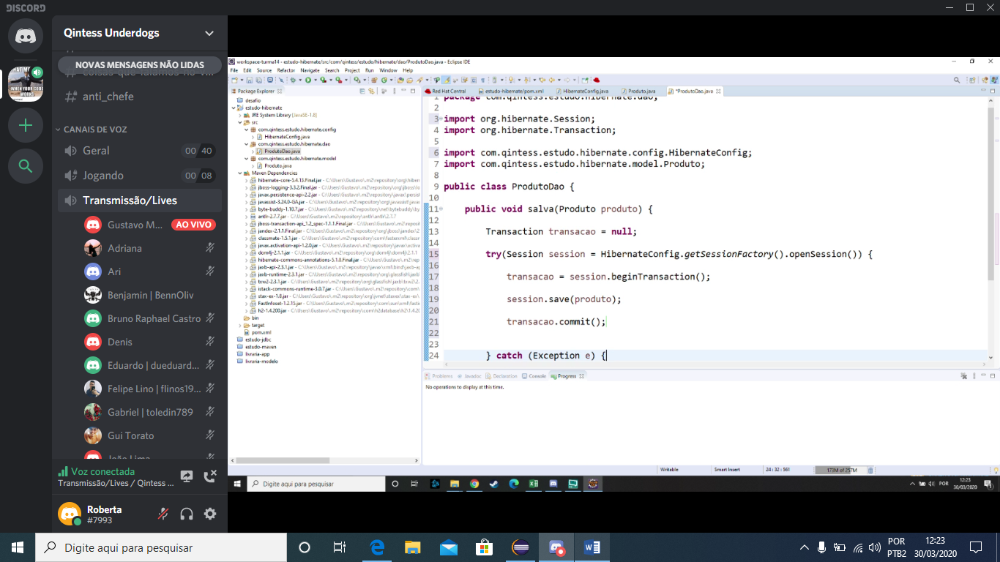 DISCORD
Qintess Underdogs
NOVAS MENSAGENS NÃO LIDAS
anti_chefe
CANAIS DE VOZ
Geral 00 40
Jogando 00 08
Transmissão/Lives
Gustavo M... AO VIVO
Adriana
Ari
Benjamin | BennOliv
Bruno Raphael Castro
Denis
Eduardo | dueduard...
Felipe Lino | flinos19...
Gabriel | toledin789
Gui Torato
João Lima
Voz conectada
Transmissão/Lives / Qintess ...
Roberta
#7993
workspace-turma14 - estudo-hibernate/src/com/qintess/estudo/hibernate/dao/ProdutoDao.java - Eclipse IDE
File Edit Source Refactor Navigate Search Project Run Window Help
Package Explorer
desafio
estudo-hibernate
JRE System Library [JavaSE-1.8]
src
com.qintess.estudo.hibernate.config
HibernateConfig.java
com.qintess.estudo.hibernate.dao
ProdutoDao.java
com.qintess.estudo.hibernate.model
Produto.java
Maven Dependencies
hibernate-core-5.4.13.Final.jar - C:\Users\Gustavo\.m2\repository\org\hiber
jboss-logging-3.3.2.Final.jar - C:\Users\Gustavo\.m2\repository\org\jboss\lo
javax.persistence-api-2.2.jar - C:\Users\Gustavo\.m2\repository\javax\persist
javassist-3.24.0-GA.jar - C:\Users\Gustavo\.m2\repository\org\javassist\javas
byte-buddy-1.10.7.jar - C:\Users\Gustavo\.m2\repository\net\bytebuddy\by
antlr-2.7.7.jar - C:\Users\Gustavo\.m2\repository\antlr\antlr\2.7.7
jboss-transaction-api_1.2_spec-1.1.1.Final.jar - C:\Users\Gustavo\.m2\reposit
jandex-2.1.1.Final.jar - C:\Users\Gustavo\.m2\repository\org\jboss\jandex\2
classmate-1.5.1.jar - C:\Users\Gustavo\.m2\repository\com\fasterxml\classr
javax.activation-api-1.2.0.jar - C:\Users\Gustavo\.m2\repository\javax\activa
dom4j-2.1.1.jar - C:\Users\Gustavo\.m2\repository\org\dom4j\dom4j\2.1.1
hibernate-commons-annotations-5.1.0.Final.jar - C:\Users\Gustavo\.m2\rep
jaxb-api-2.3.1.jar - C:\Users\Gustavo\.m2\repository\javax\xml\bind\jaxb-ap
jaxb-runtime-2.3.1.jar - C:\Users\Gustavo\.m2\repository\org\glassfish\jaxb
txw2-2.3.1.jar - C:\Users\Gustavo\.m2\repository\org\glassfish\jaxb\txw2\2.
istack-commons-runtime-3.0.7.jar - C:\Users\Gustavo\.m2\repository\com
stax-ex-1.8.jar - C:\Users\Gustavo\.m2\repository\org\jvnet\staxex\stax-ex
FastInfoset-1.2.15.jar - C:\Users\Gustavo\.m2\repository\com\sun\xml\fasti
h2-1.4.200.jar - C:\Users\Gustavo\.m2\repository\com\h2database\h2\1.4.20
bin
target
pom.xml
estudo-jdbc
estudo-maven
livraria-app
livraria-modelo
Red Hat Central estudo-hibernate/pom.xml HibernateConfig.java Produto.java *ProdutoDao.java
1 package com.qintess.estudo.hibernate.dao;
2
3 import org.hibernate.Session;
4 import org.hibernate.Transaction;
5
6 import com.qintess.estudo.hibernate.config.HibernateConfig;
7 import com.qintess.estudo.hibernate.model.Produto;
8
9 public class ProdutoDao {
10
11 public void salva(Produto produto) {
12
13 Transaction transacao = null;
14
15 try(Session session = HibernateConfig.getSessionFactory().openSession()) {
16
17 transacao = session.beginTransaction();
18
19 session.save(produto);
20
21 transacao.commit();
22
23
24 } catch (Exception e) {
Problems Javadoc Declaration Console Progress
No operations to display at this time.
Writable Smart Insert 24 : 32 : 561 173M of 257M
Digite aqui para pesquisar POR 12:23 30/03/2020
Digite aqui para pesquisar
POR
PTB2
12:23
30/03/2020